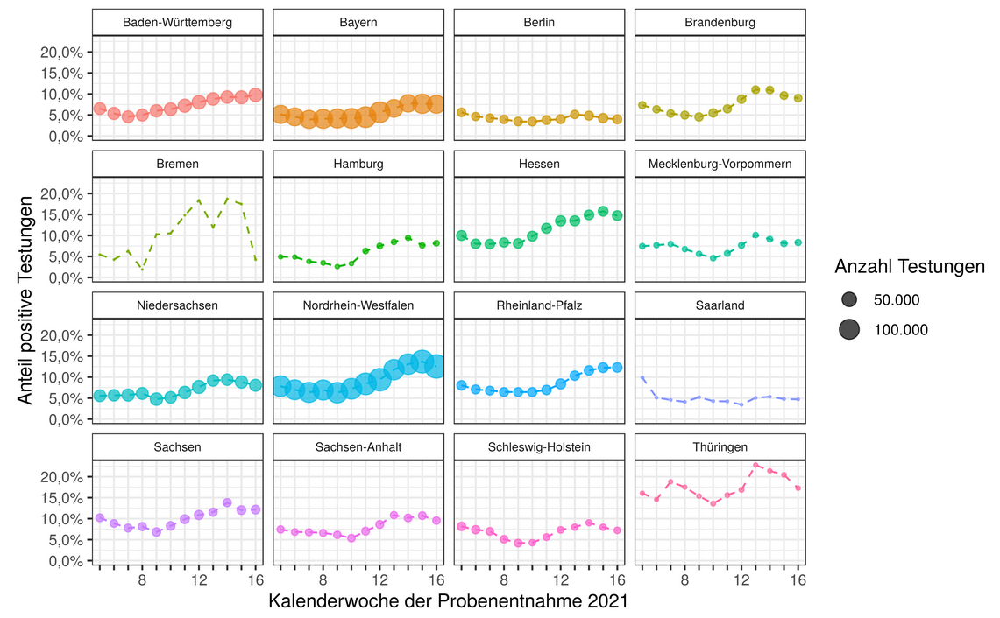 Baden-Württemberg Bayern Berlin Brandenburg
20,0%
15,0%
10,0%
5,0%
0,0%
Bremen Hamburg Hessen Mecklenburg-Vorpommern
20,0%
15,0%
10,0%
5,0%
0,0%
Niedersachsen Nordrhein-Westfalen Rheinland-Pfalz Saarland
20,0%
15,0%
10,0%
5,0%
0,0%
Sachsen Sachsen-Anhalt Schleswig-Holstein Thüringen
20,0%
15,0%
10,0%
5,0%
0,0%
8 12 16 8 12 16 8 12 16 8 12 16
Kalenderwoche der Probenentnahme 2021
Anteil positive Testungen
Anzahl Testungen
50.000
100.000